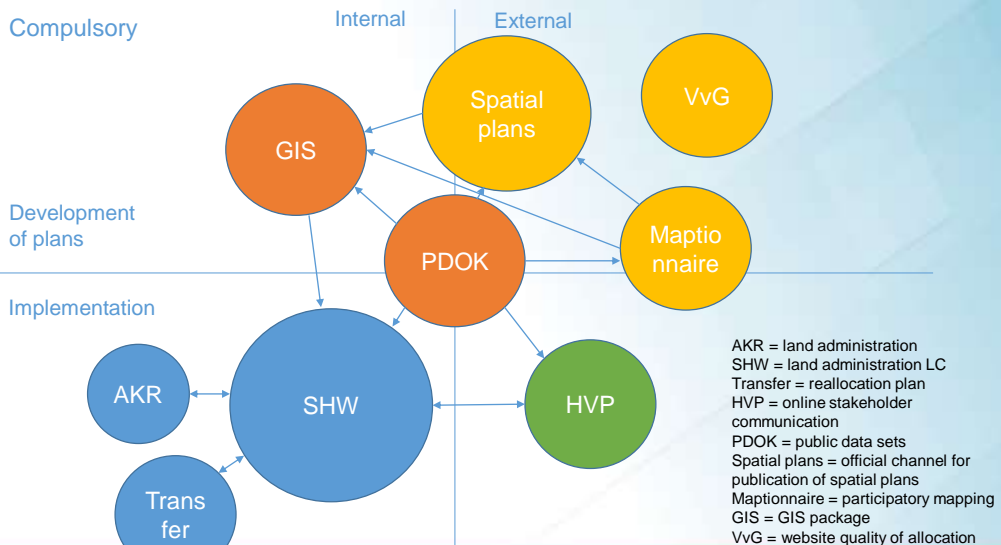 Compulsory
Internal
External
Spatial
plans
VvG
GIS
Development
of plans
PDOK
Maptio
nnaire
Implementation
AKR
SHW
HVP
Trans
fer
AKR = land administration
SHW = land administration LC
Transfer = reallocation plan
HVP = online stakeholder
communication
PDOK = public data sets
Spatial plans = official channel for
publication of spatial plans
Maptionnaire = participatory mapping
GIS = GIS package
VvG = website quality of allocation